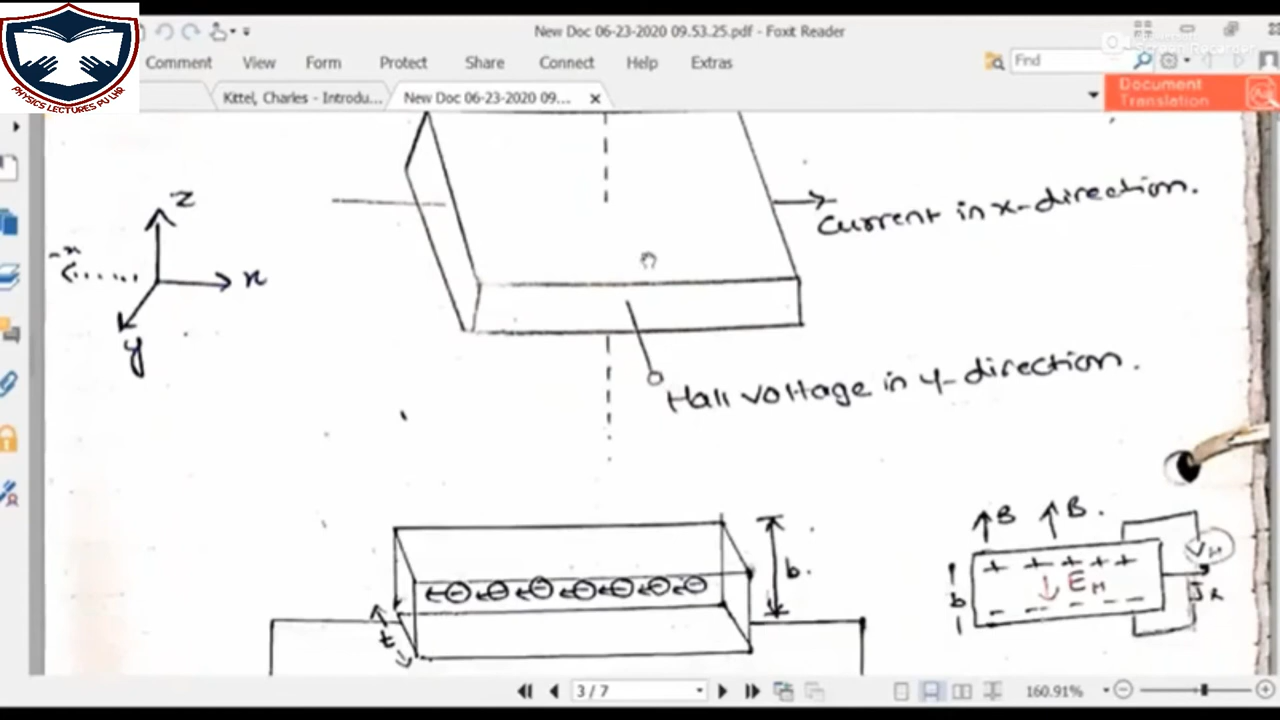 New Doc 06-23-2020 09.53.25.pdf - Foxit Reader
Screen Recorder
Comment View Form Protect Share Connect Help Extras
Find
Kittel, Charles - Introdu... New Doc 06-23-2020 09...
Document
Translation
PHYSICS LECTURES PU LHR
z
-x
x
y
Current in x-direction.
Hall voltage in y-direction.
B B.
b.
t
+ + + + +
E H
V H
b
- - - - -
J x
3 / 7
160.91%